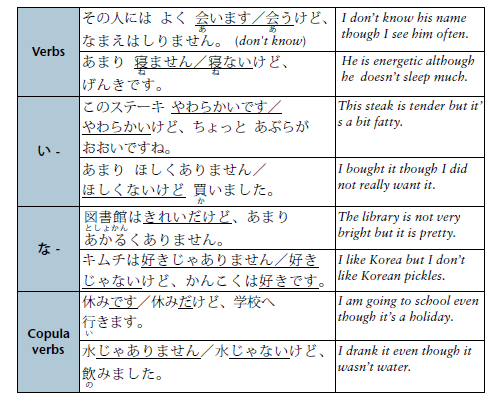 Verbs
その人には よく 会います／会うけど、
あ あ
なまえはしりません。 (don't know)
I don't know his name
though I see him often.
あまり 寝ません／寝ないけど、
ね ね
げんきです。
He is energetic although
he doesn't sleep much.
い -
このステーキ やわらかいです／
やわらかいけど、ちょっと あぶらが
おおいですね。
This steak is tender but it'
s a bit fatty.
あまり ほしくありません／
ほしくないけど 買いました。
か
I bought it though I did
not really want it.
な -
図書館はきれいだけど、あまり
としょかん
あかるくありません。
The library is not very
bright but it is pretty.
キムチは好きじゃありません／好き
じゃないけど、かんこくは好きです。
I like Korea but I don't
like Korean pickles.
Copula
verbs
休みです／休みだけど、学校へ
行きます。
い
I am going to school even
though it's a holiday.
水じゃありません／水じゃないけど、
飲みました。
の
I drank it even though it
wasn't water.